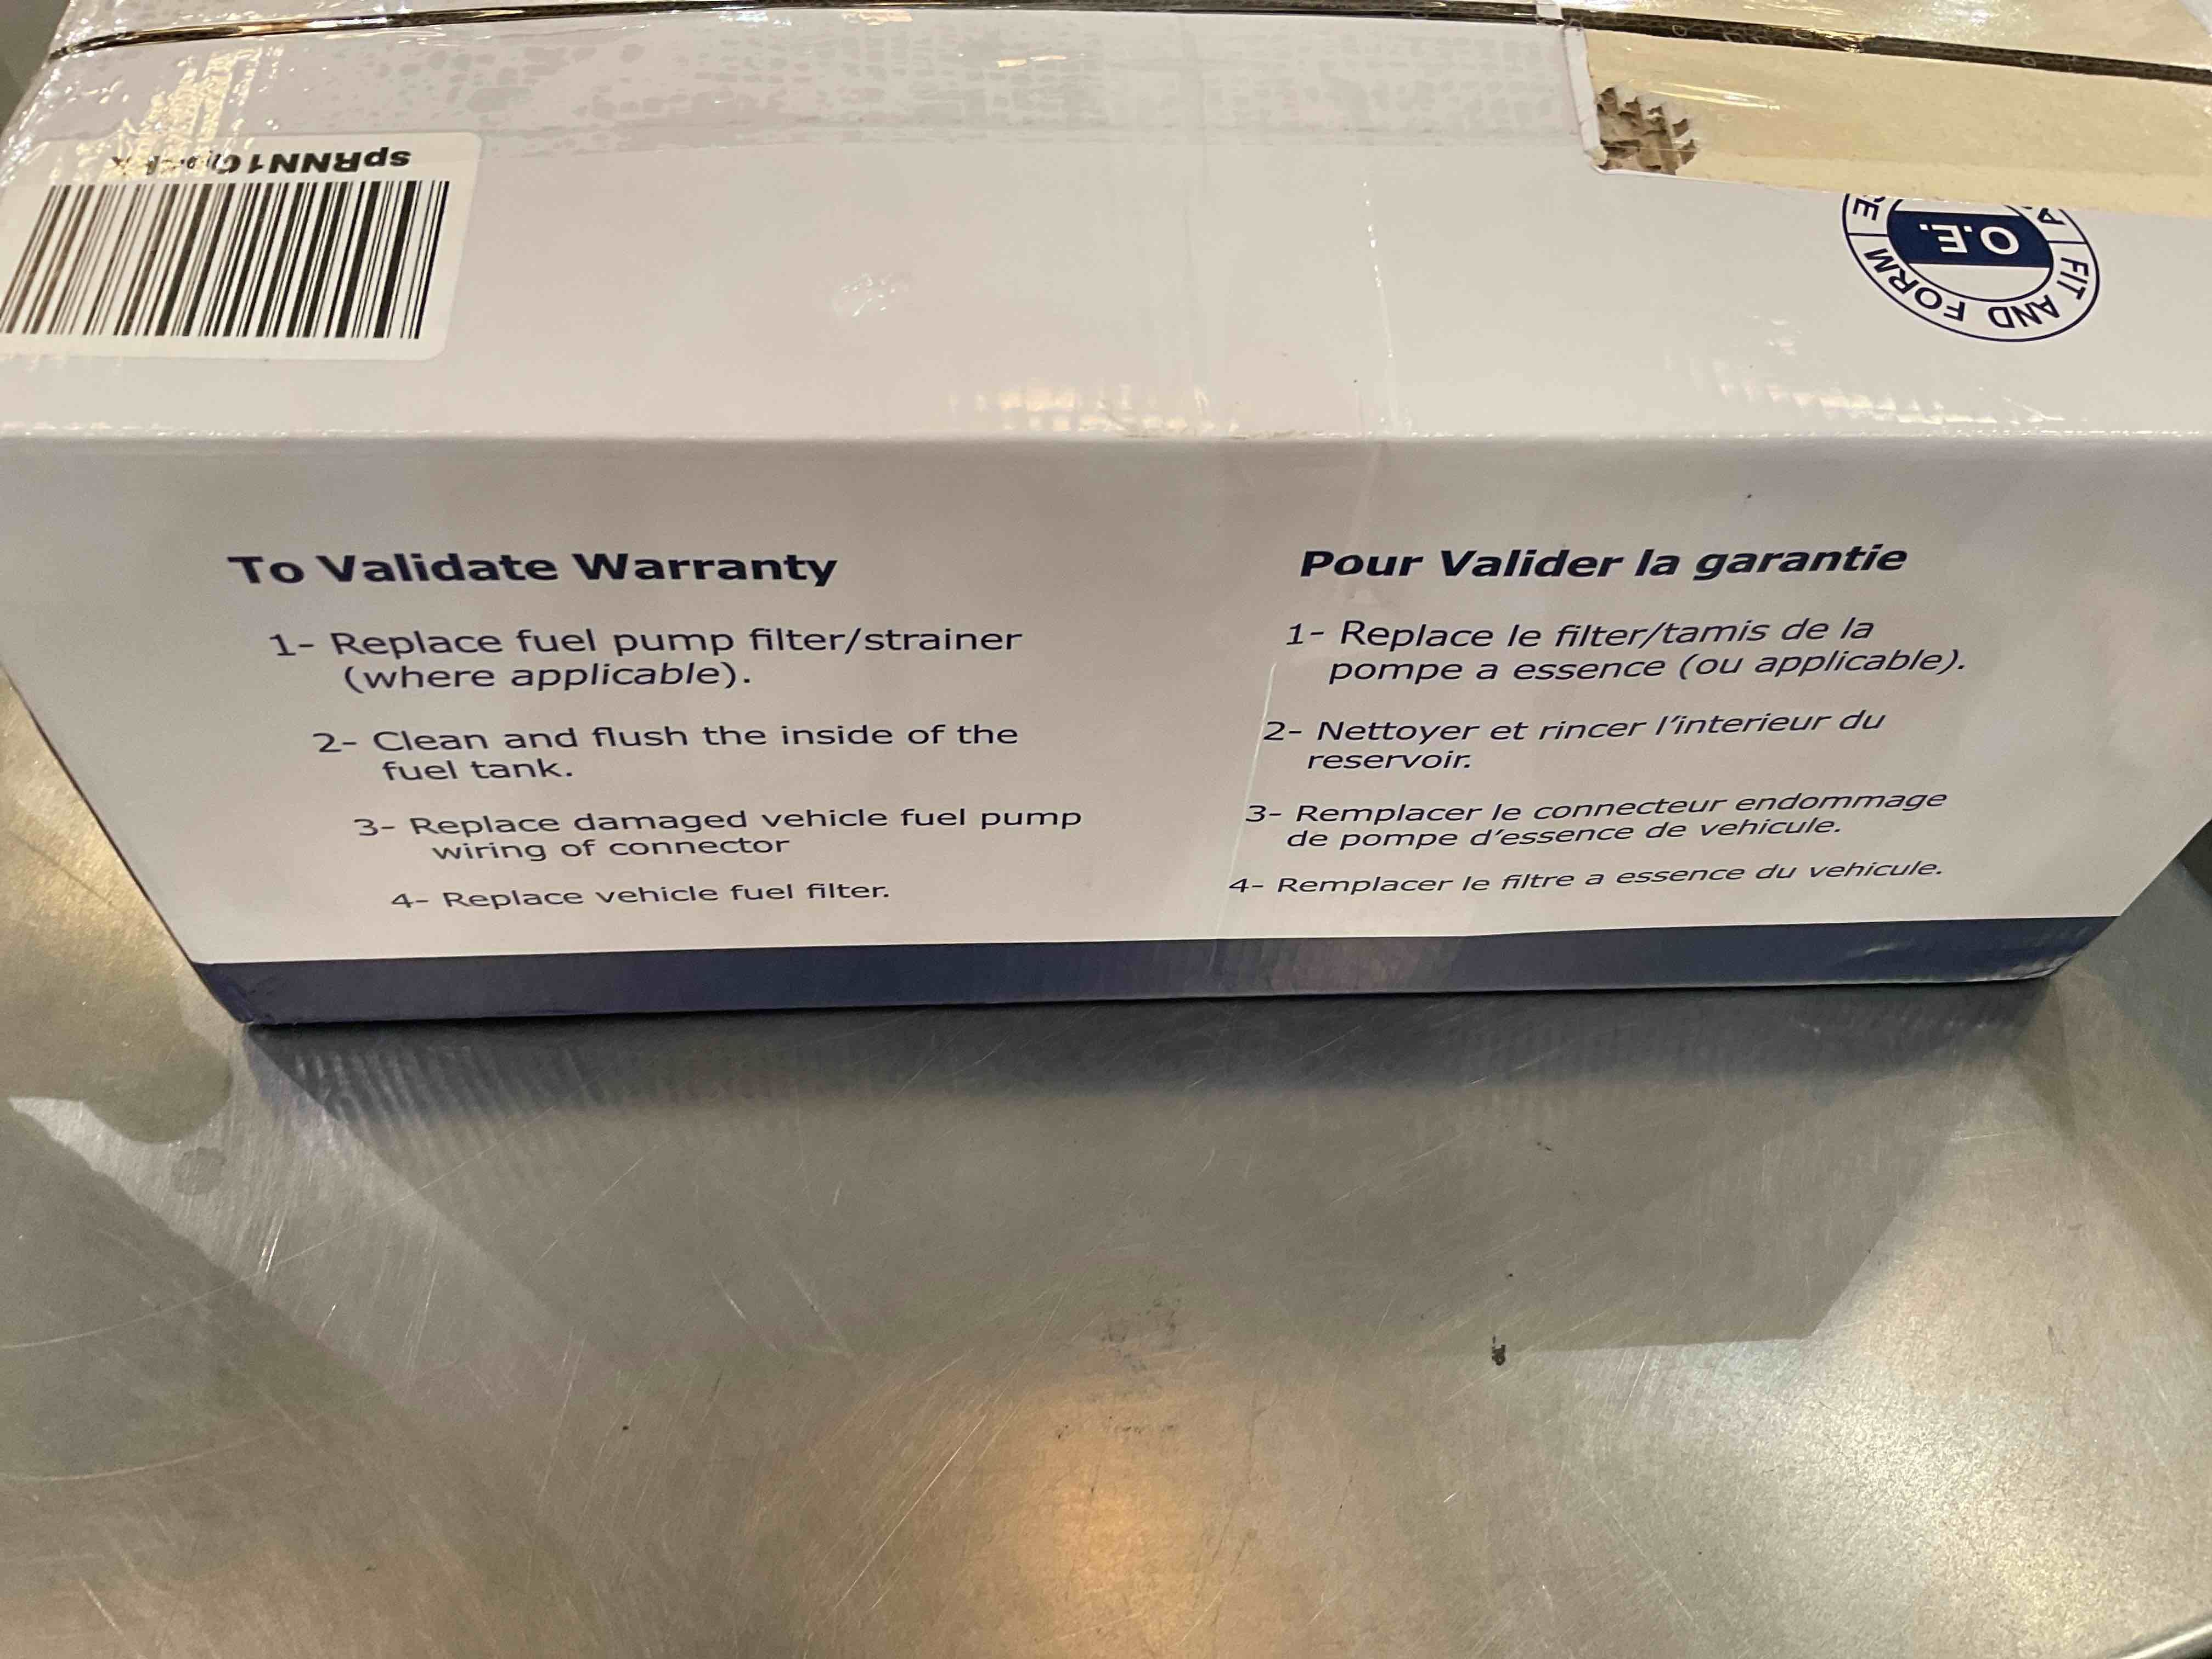 O.E.
FIT AND FORM
To Validate Warranty
1- Replace fuel pump filter/strainer
(where applicable).
2- Clean and flush the inside of the
fuel tank.
3- Replace damaged vehicle fuel pump
wiring of connector
4- Replace vehicle fuel filter.
Pour Valider la garantie
1- Replace le filter/tamis de la
pompe a essence (ou applicable).
2- Nettoyer et rincer l'interieur du
reservoir.
3- Remplacer le connecteur endommage
de pompe d'essence de vehicule.
4- Remplacer le filtre a essence du vehicule.